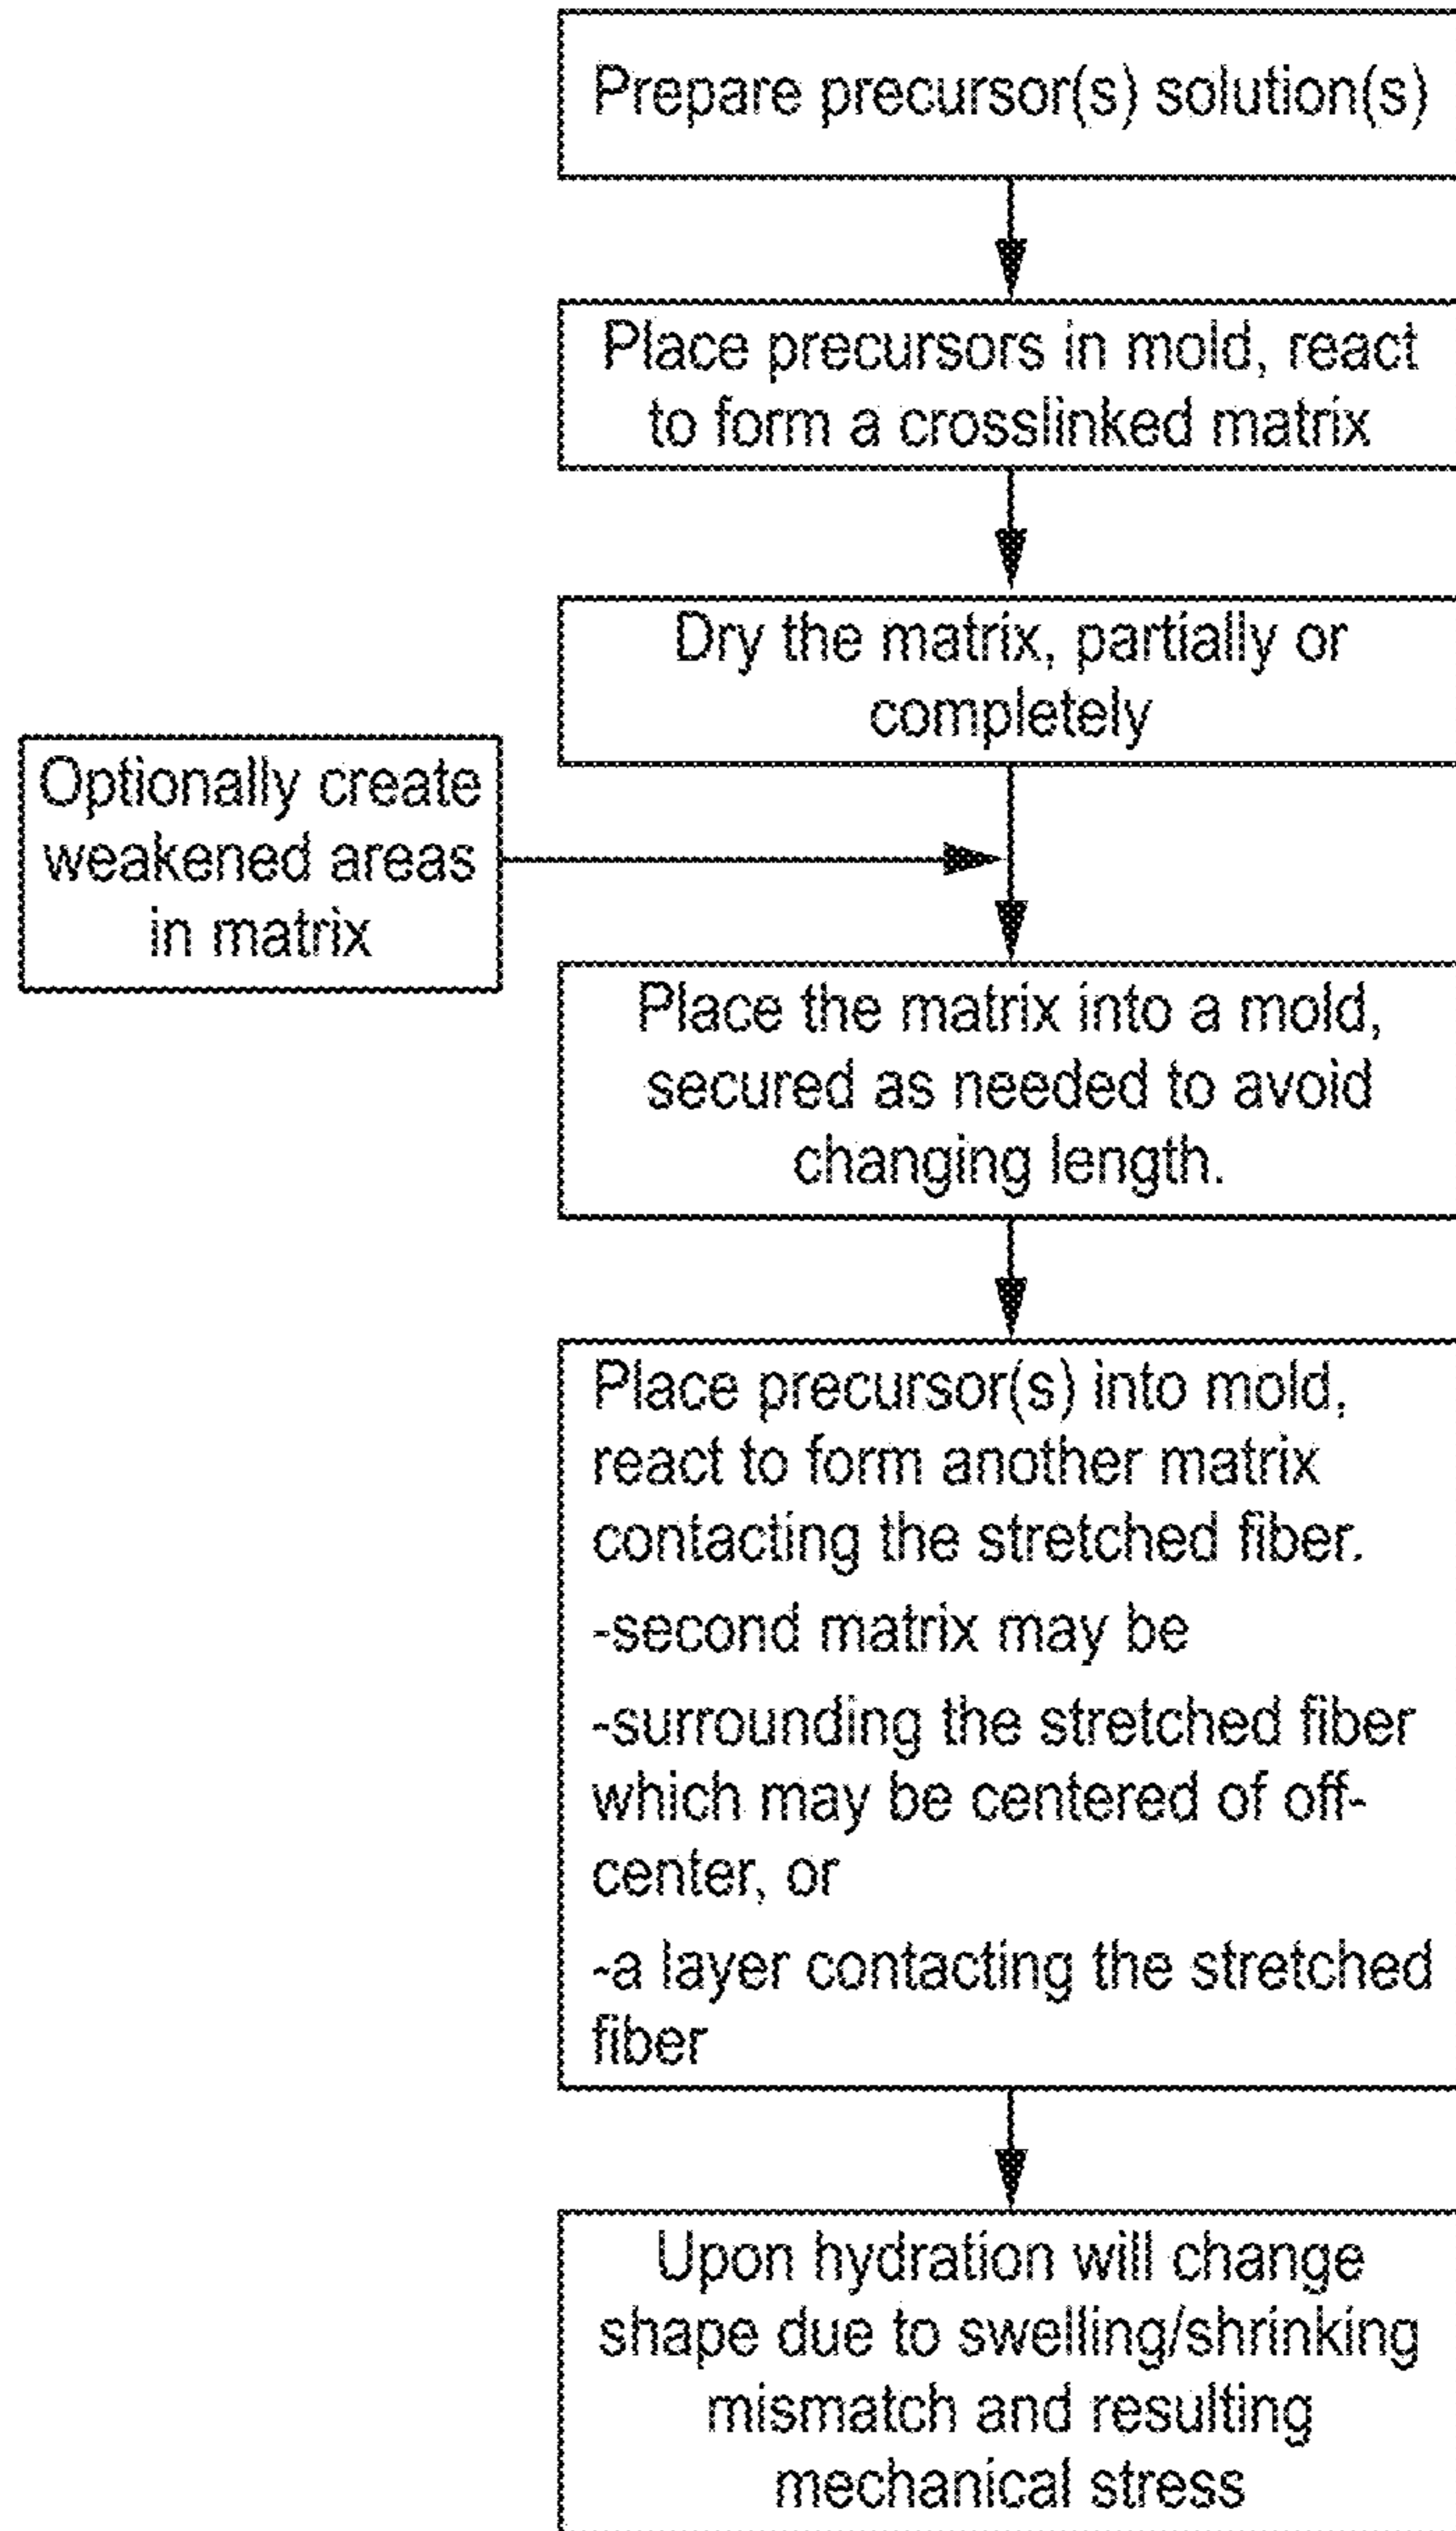 Prepare precursor(s) solution(s)
Place precursors in mold, react
to form a crosslinked matrix
Dry the matrix, partially or
completely
Optionally create
weakened areas
in matrix
Place the matrix into a mold,
secured as needed to avoid
changing length.
Place precursor(s) into mold,
react to form another matrix
contacting the stretched fiber.
-second matrix may be
-surrounding the stretched fiber
which may be centered of off-
center, or
-a layer contacting the stretched
fiber
Upon hydration will change
shape due to swelling/shrinking
mismatch and resulting
mechanical stress